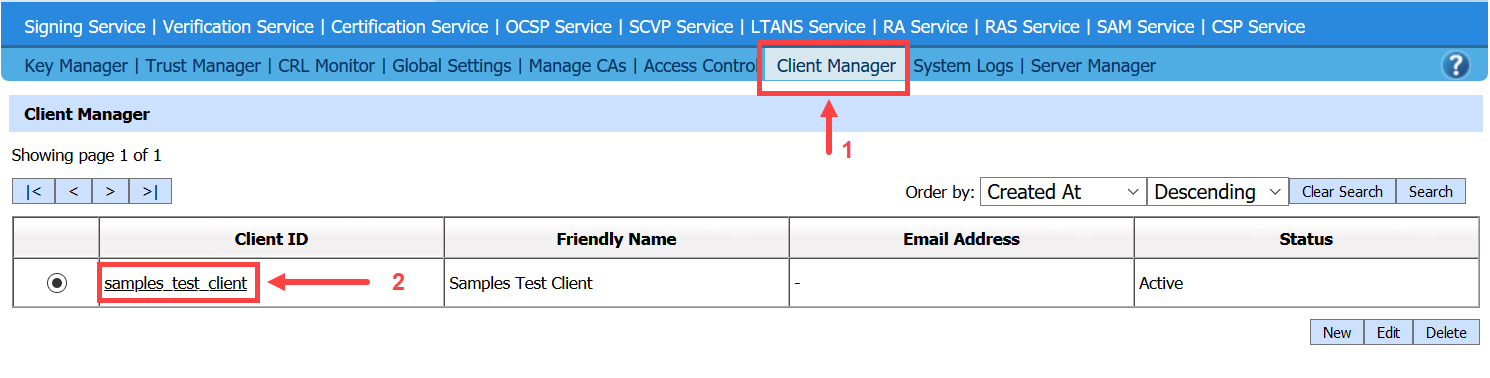 Signing Service | Verification Service | Certification Service | OCSP Service | SCVP Service | LTANS Service | RA Service | RAS Service | SAM Service | CSP Service
Key Manager | Trust Manager | CRL Monitor | Global Settings | Manage CAs | Access Control Client Manager System Logs | Server Manager ?
Client Manager
1
Showing page 1 of 1
|< < > >| Order by: Created At Descending Clear Search Search
Client ID Friendly Name Email Address Status
samples_test_client 2 Samples Test Client - Active
New Edit Delete